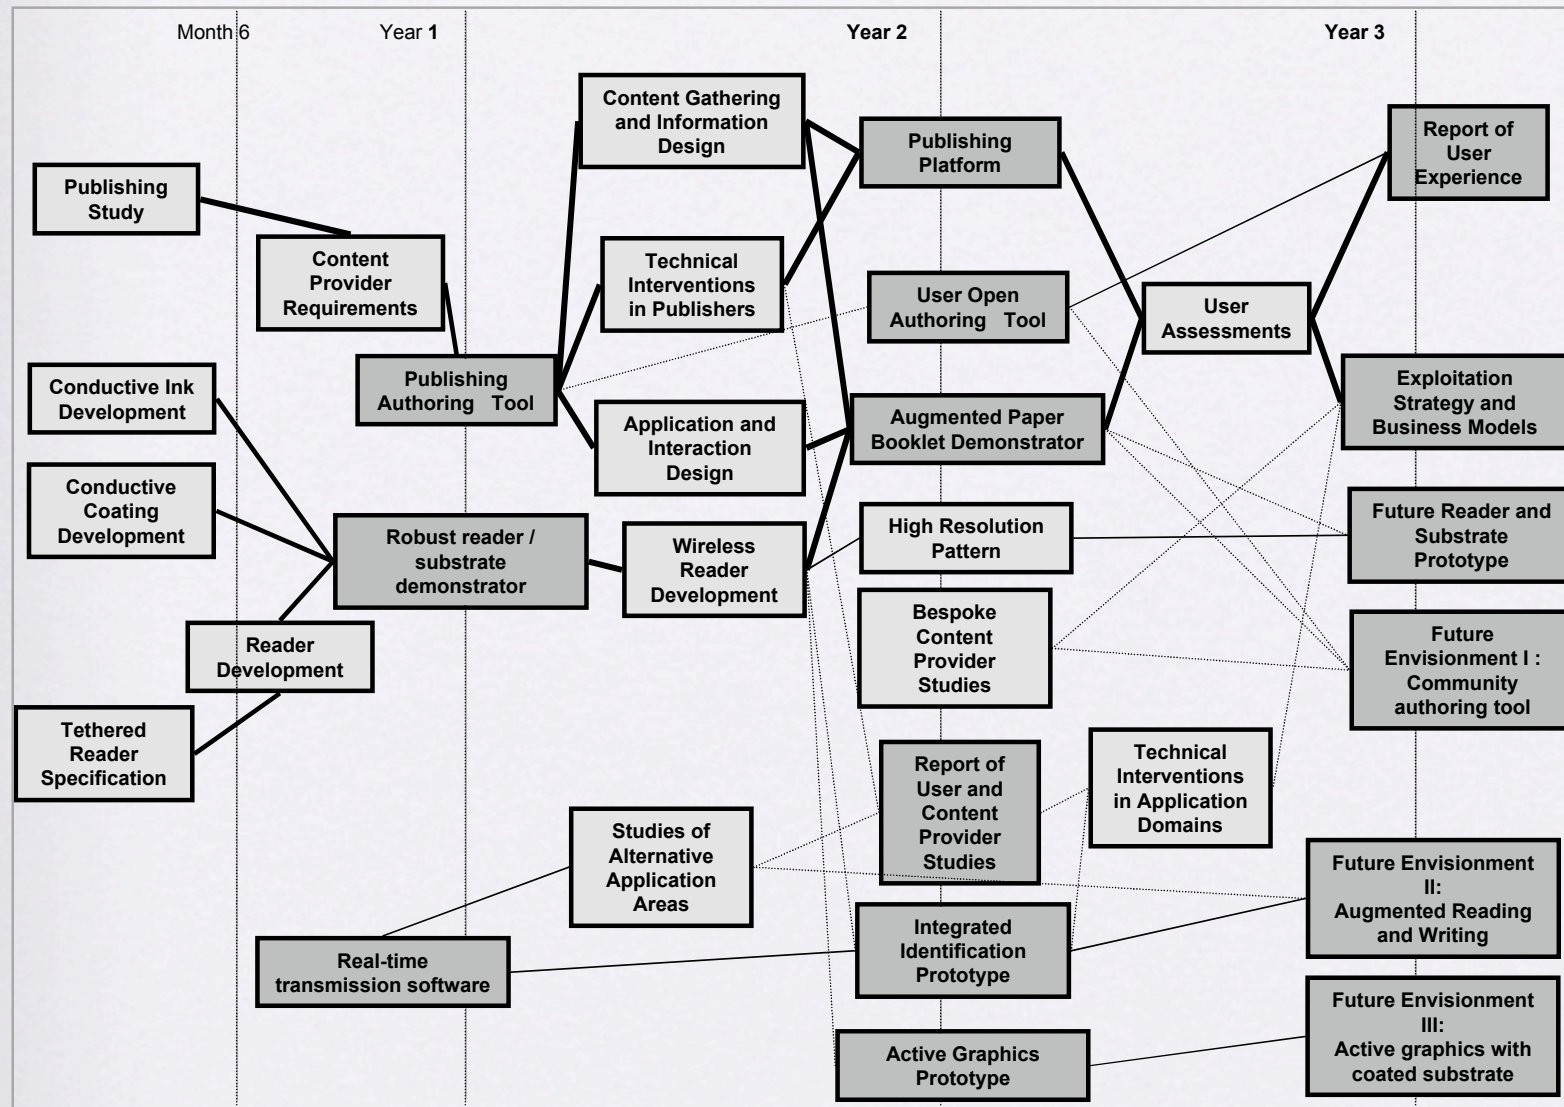 Month 6
Year 1
Year 2
Year 3
Publishing
Study
Content
Provider
Requirements
Conductive Ink
Development
Conductive
Coating
Development
Reader
Development
Tethered
Reader
Specification
Publishing
Authoring Tool
Robust reader /
substrate
demonstrator
Real-time
transmission software
Content Gathering
and Information
Design
Technical
Interventions
in Publishers
Application and
Interaction
Design
Wireless
Reader
Development
Studies of
Alternative
Application
Areas
Publishing
Platform
User Open
Authoring Tool
Augmented Paper
Booklet Demonstrator
High Resolution
Pattern
Bespoke
Content
Provider
Studies
Report of
User and
Content
Provider
Studies
Integrated
Identification
Prototype
Active Graphics
Prototype
User
Assessments
Technical
Interventions
in Application
Domains
Report of
User
Experience
Exploitation
Strategy and
Business Models
Future Reader and
Substrate
Prototype
Future
Envisionment I :
Community
authoring tool
Future Envisionment
II:
Augmented Reading
and Writing
Future Envisionment
III:
Active graphics with
coated substrate